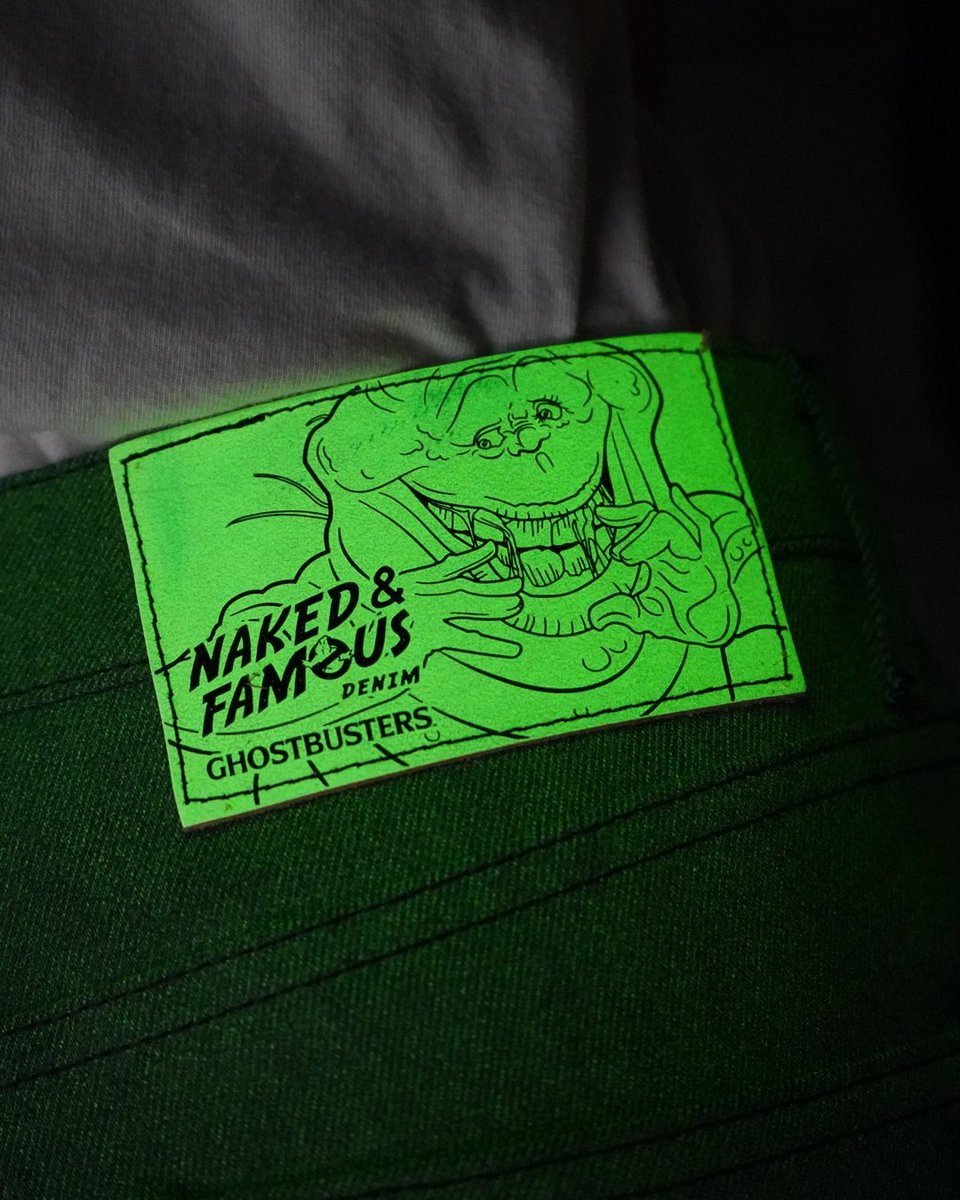 NAKED &
FAMOUS
DENIM
GHOSTBUSTERS